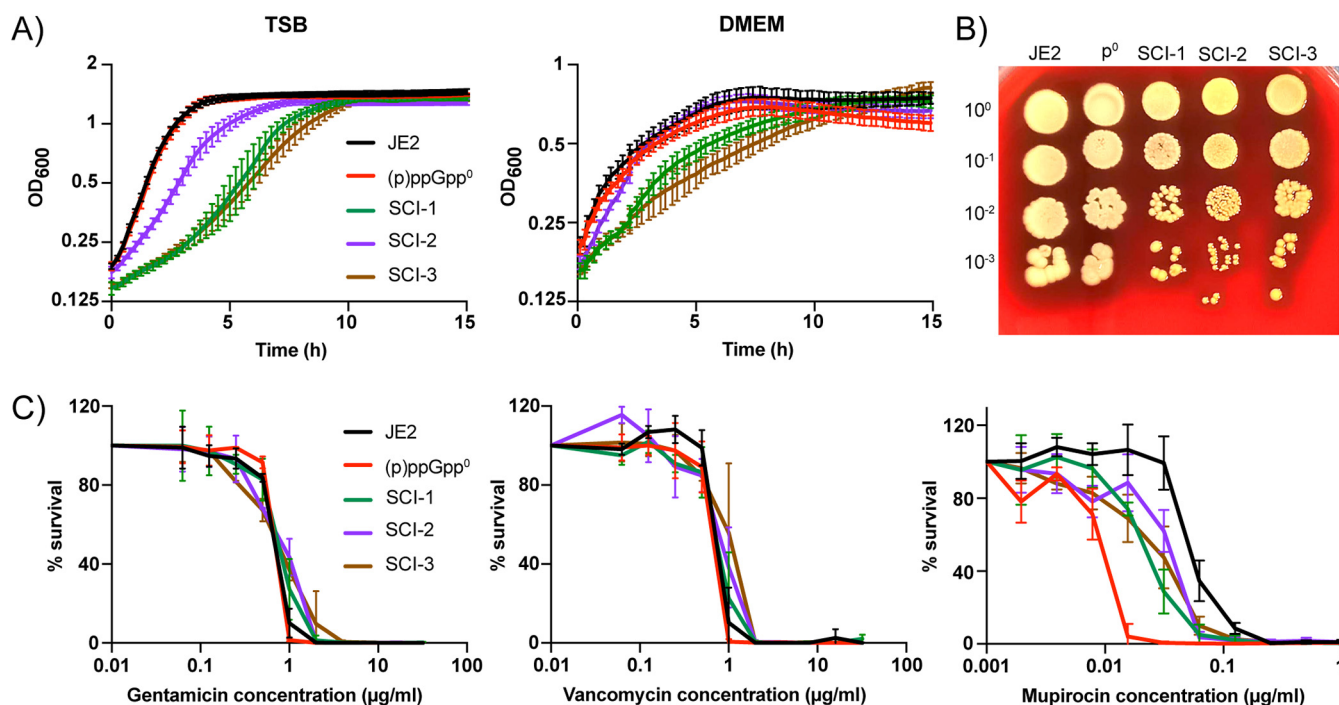 A)
TSB
DMEM
B)
OD600
2
1
0.5
0.25
0.125
0
5
10
15
Time (h)
JE2
(p)ppGpp⁰
SCI-1
SCI-2
SCI-3
OD600
1
0.5
0.25
0.125
0
5
10
15
Time (h)
JE2 p⁰ SCI-1 SCI-2 SCI-3
10⁰
10⁻¹
10⁻²
10⁻³
C)
% survival
120
80
40
0
0.01 0.1 1 10 100
Gentamicin concentration (µg/ml)
JE2
(p)ppGpp⁰
SCI-1
SCI-2
SCI-3
% survival
120
80
40
0
0.01 0.1 1 10 100
Vancomycin concentration (µg/ml)
% survival
120
80
40
0
0.001 0.01 0.1 1
Mupirocin concentration (µg/ml)